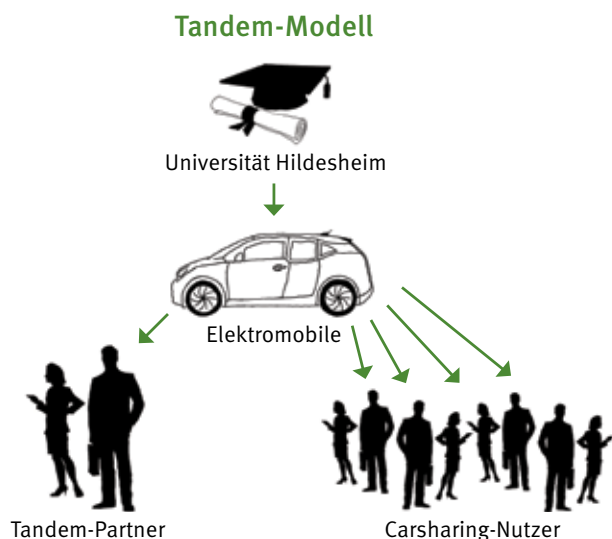 Tandem-Modell
Universität Hildesheim
Elektromobile
Tandem-Partner
Carsharing-Nutzer